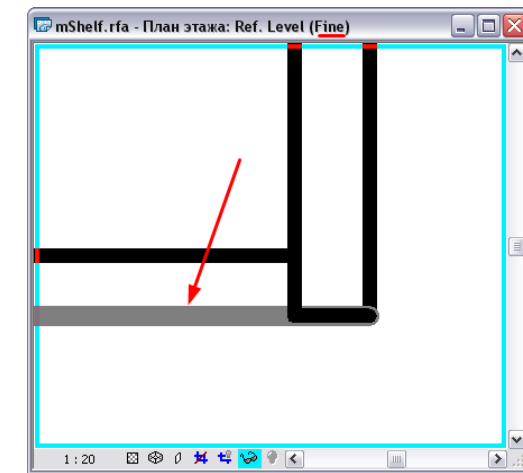 mShelf.rfa - План этажа: Ref. Level (Fine)
1 : 20